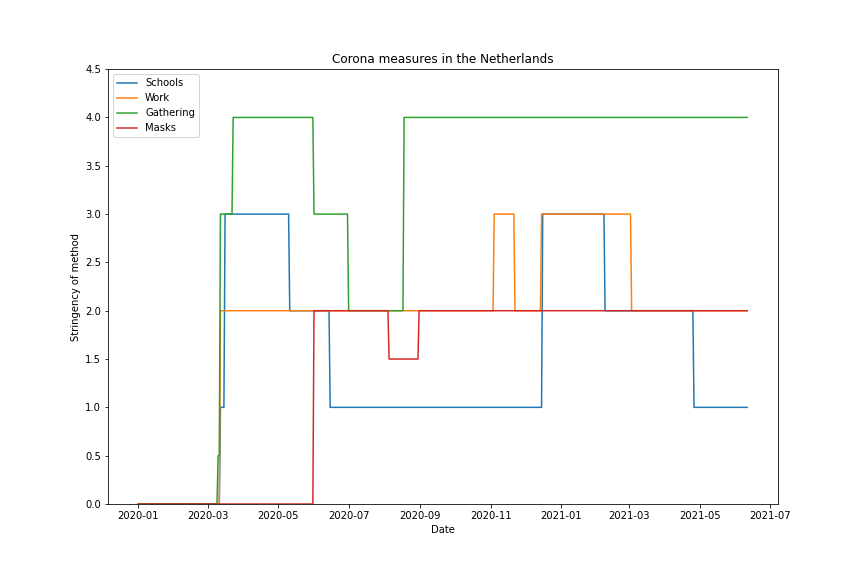 Corona measures in the Netherlands
4.5
4.0
3.5
3.0
2.5
2.0
1.5
1.0
0.5
0.0
Stringency of method
Schools
Work
Gathering
Masks
2020-01 2020-03 2020-05 2020-07 2020-09 2020-11 2021-01 2021-03 2021-05 2021-07
Date